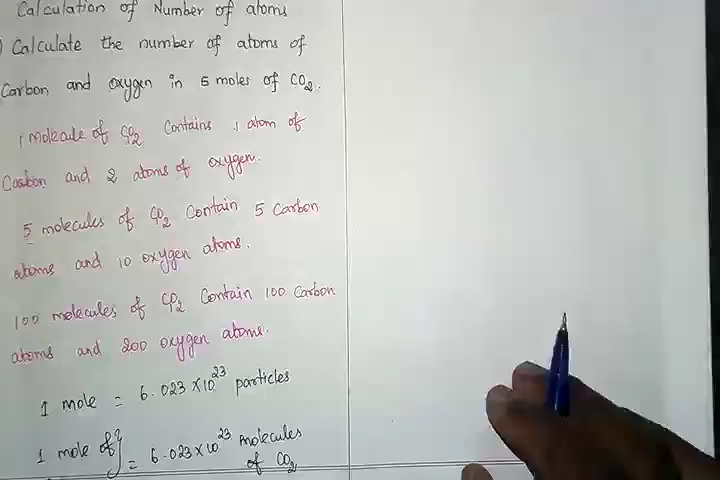 Calculation of Number of atoms
) Calculate the number of atoms of
Carbon and oxygen in 5 moles of CO2.
1 molecule of CO2 contains 1 atom of
Carbon and 2 atoms of oxygen.
5 molecules of CO2 contain 5 carbon
atoms and 10 oxygen atoms.
100 molecules of CO2 contain 100 carbon
atoms and 200 oxygen atoms.
1 mole = 6.023 × 10^23 particles
1 mole of } = 6.023 × 10^23 molecules
of CO2